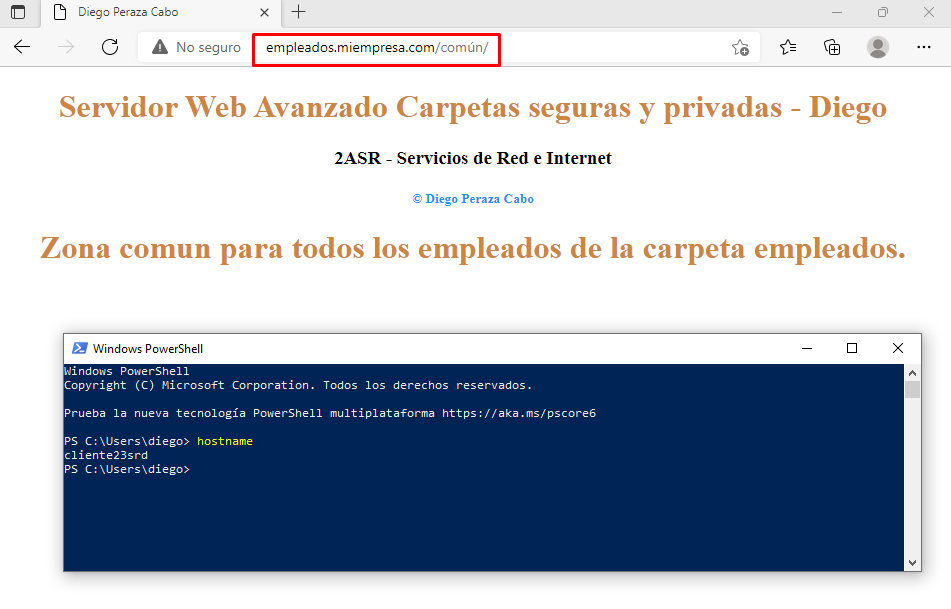 Diego Peraza Cabo
No seguro
empleados.miempresa.com/común/
Servidor Web Avanzado Carpetas seguras y privadas - Diego
2ASR - Servicios de Red e Internet
© Diego Peraza Cabo
Zona comun para todos los empleados de la carpeta empleados.
Windows PowerShell
Windows PowerShell
Copyright (C) Microsoft Corporation. Todos los derechos reservados.
Prueba la nueva tecnología PowerShell multiplataforma https://aka.ms/pscore6
PS C:\Users\diego> hostname
cliente23srd
PS C:\Users\diego>